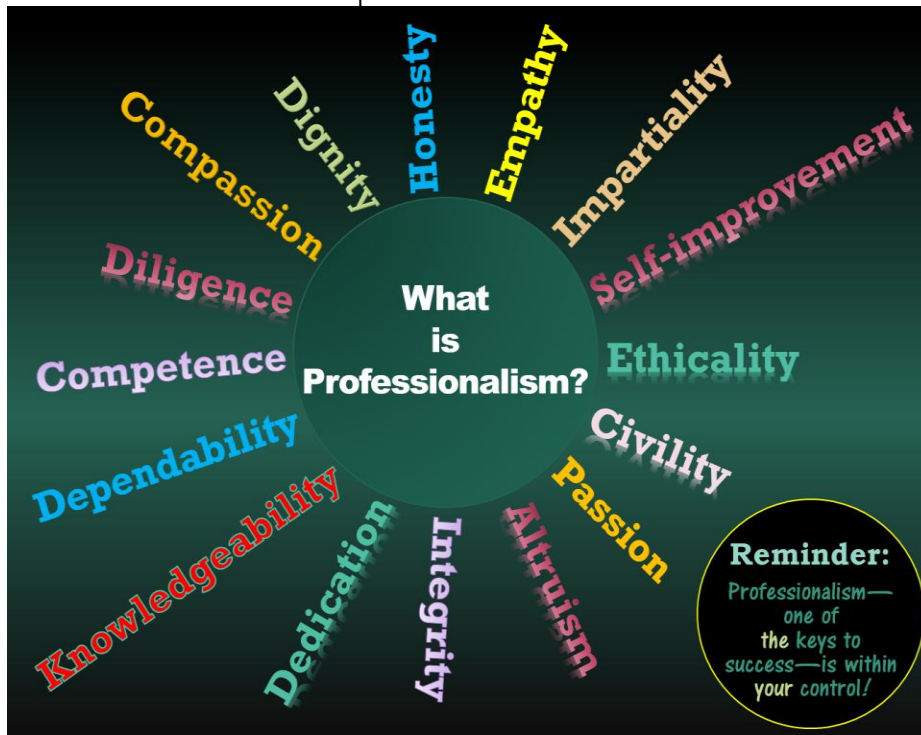 What
is
Professionalism?
Honesty
Empathy
Impartiality
Self-improvement
Ethicality
Civility
Passion
Altruism
Integrity
Dedication
Knowledgeability
Dependability
Competence
Diligence
Compassion
Dignity
Reminder:
Professionalism—
one of
the keys to
success—is within
your control!